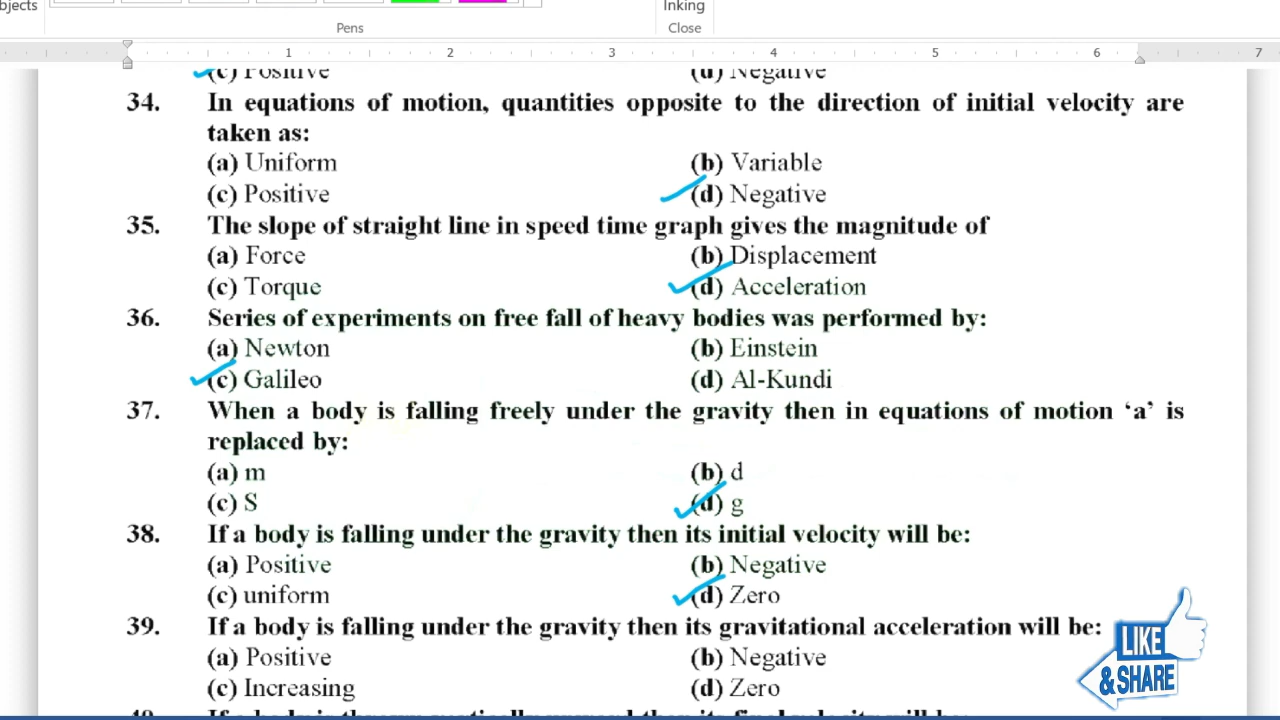 bjects
Pens
Inking
Close
1 2 3 4 5 6 7
(c) Positive (d) Negative
34. In equations of motion, quantities opposite to the direction of initial velocity are
taken as:
(a) Uniform (b) Variable
(c) Positive (d) Negative
35. The slope of straight line in speed time graph gives the magnitude of
(a) Force (b) Displacement
(c) Torque (d) Acceleration
36. Series of experiments on free fall of heavy bodies was performed by:
(a) Newton (b) Einstein
(c) Galileo (d) Al-Kundi
37. When a body is falling freely under the gravity then in equations of motion ‘a’ is
replaced by:
(a) m (b) d
(c) S (d) g
38. If a body is falling under the gravity then its initial velocity will be:
(a) Positive (b) Negative
(c) uniform (d) Zero
39. If a body is falling under the gravity then its gravitational acceleration will be:
(a) Positive (b) Negative
(c) Increasing (d) Zero
LIKE
& SHARE